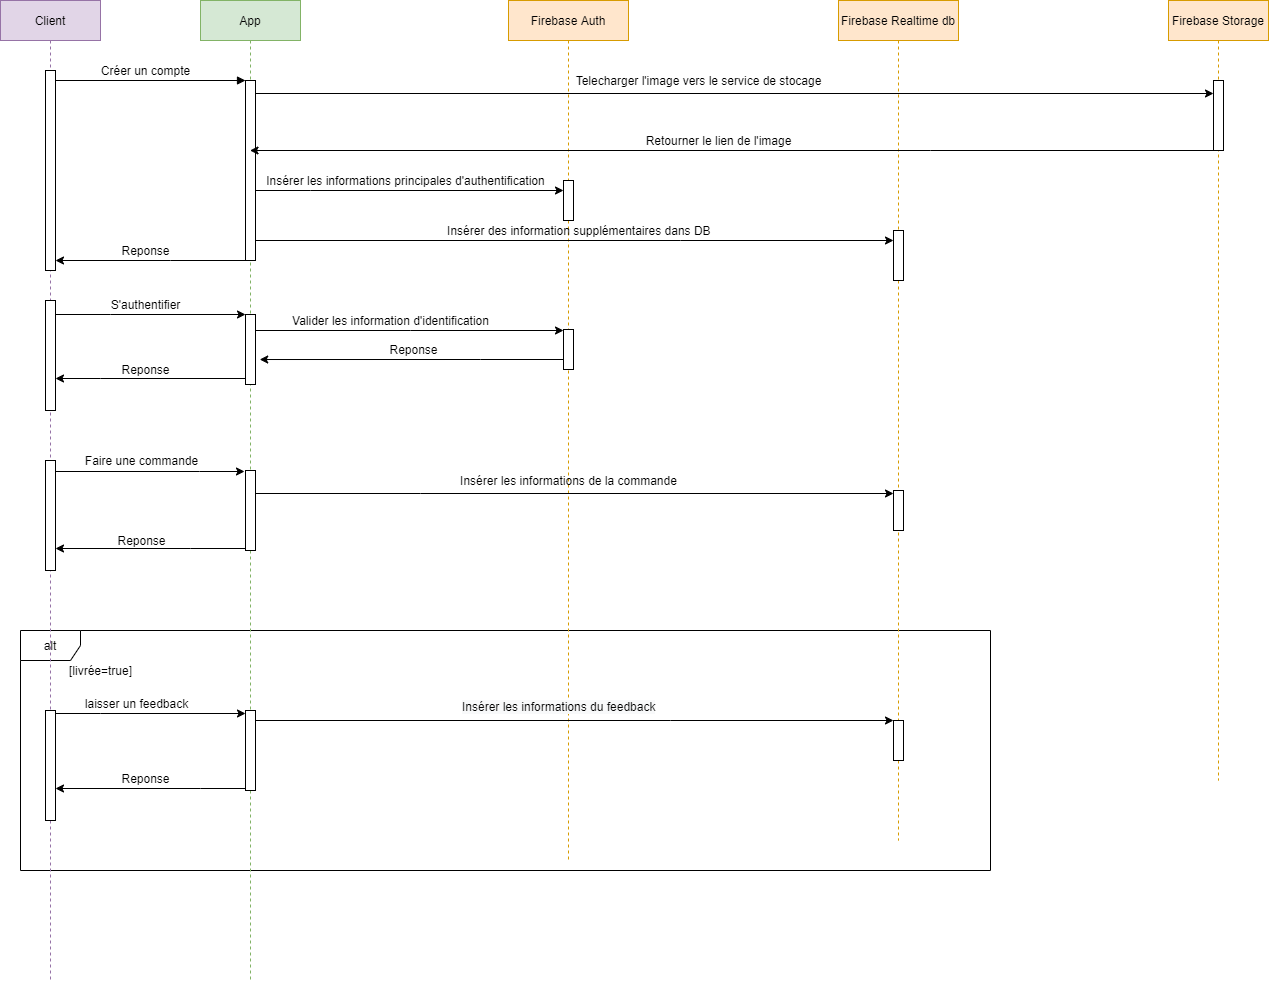 Client
App
Firebase Auth
Firebase Realtime db
Firebase Storage
Créer un compte
Telecharger l'image vers le service de stocage
Retourner le lien de l'image
Insérer les informations principales d'authentification
Insérer des information supplémentaires dans DB
Reponse
S'authentifier
Valider les information d'identification
Reponse
Reponse
Faire une commande
Insérer les informations de la commande
Reponse
alt
[livrée=true]
laisser un feedback
Insérer les informations du feedback
Reponse